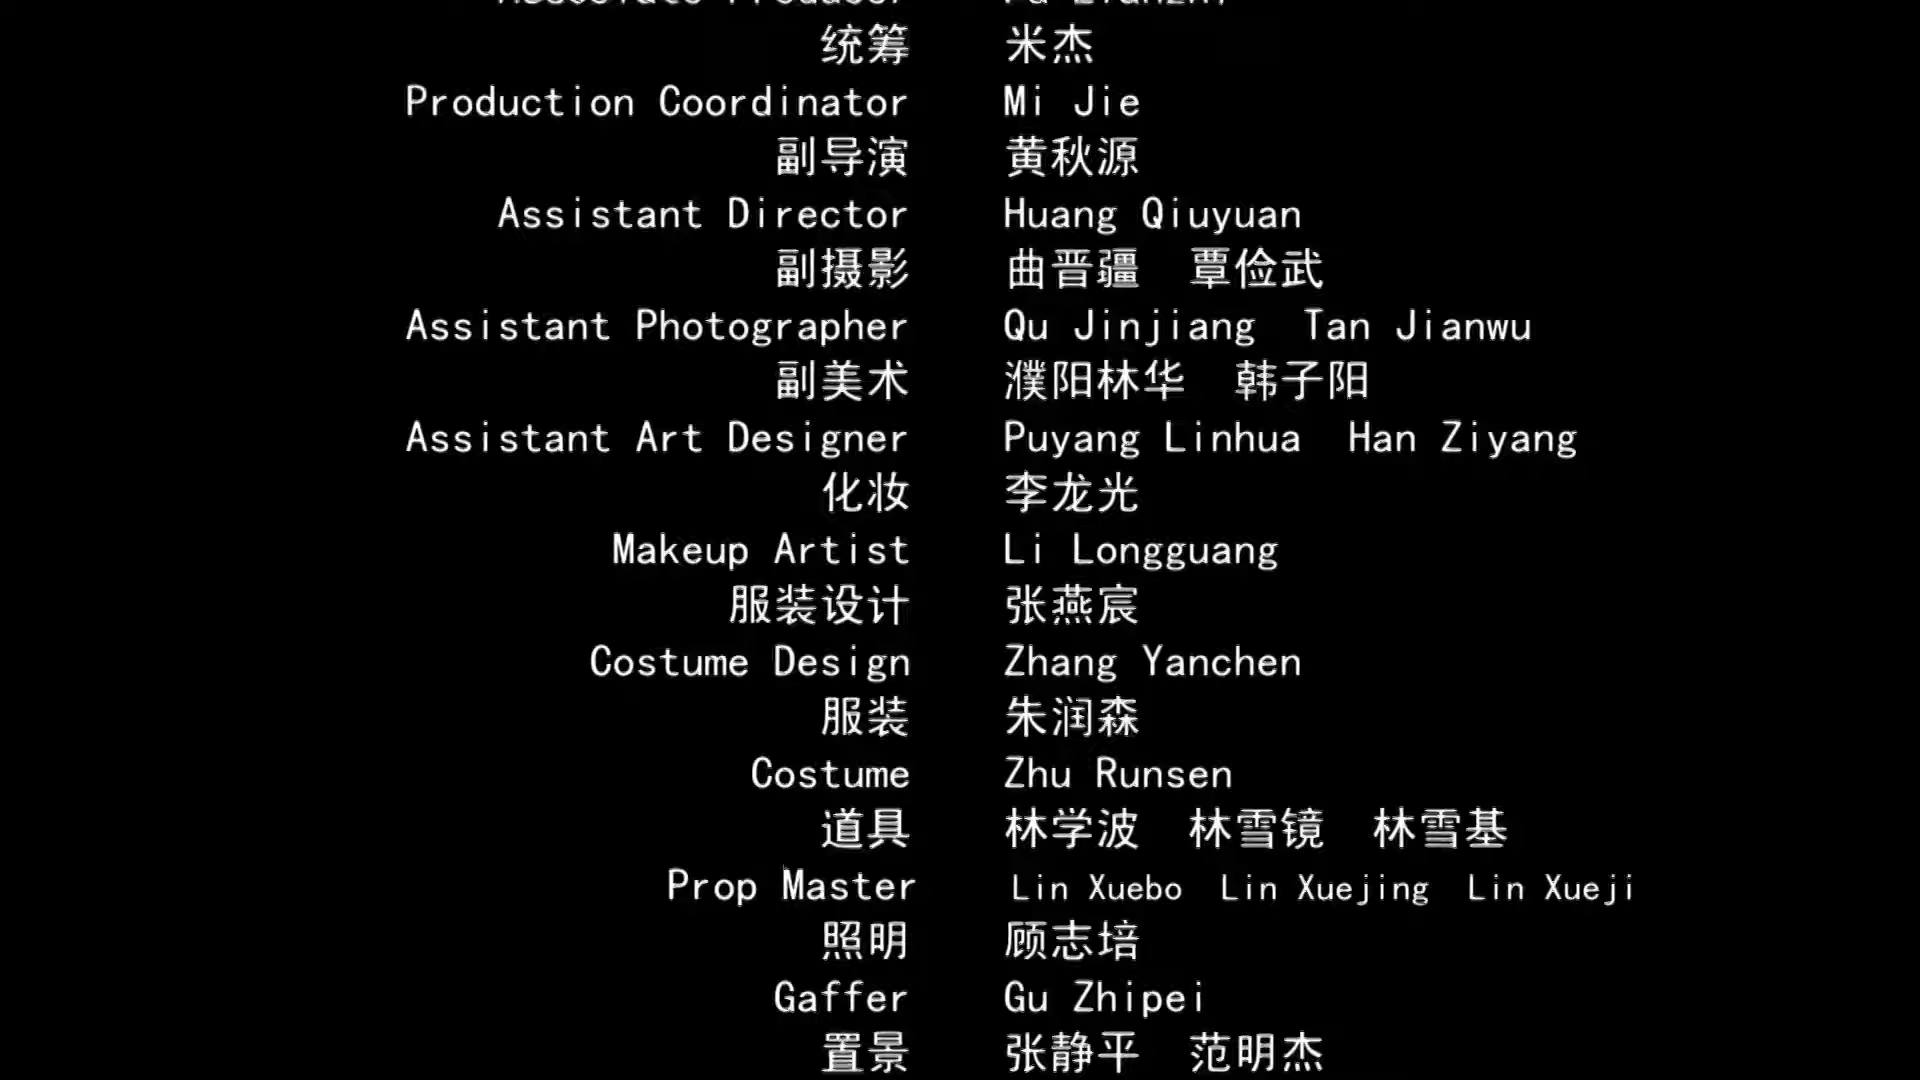 统筹 米杰
Production Coordinator Mi Jie
副导演 黄秋源
Assistant Director Huang Qiuyuan
副摄影 曲晋疆 覃俭武
Assistant Photographer Qu Jinjiang Tan Jianwu
副美术 濮阳林华 韩子阳
Assistant Art Designer Puyang Linhua Han Ziyang
化妆 李龙光
Makeup Artist Li Longguang
服装设计 张燕宸
Costume Design Zhang Yanchen
服装 朱润森
Costume Zhu Runsen
道具 林学波 林雪镜 林雪基
Prop Master Lin Xuebo Lin Xuejing Lin Xueji
照明 顾志培
Gaffer Gu Zhipei
置景 张静平 范明杰